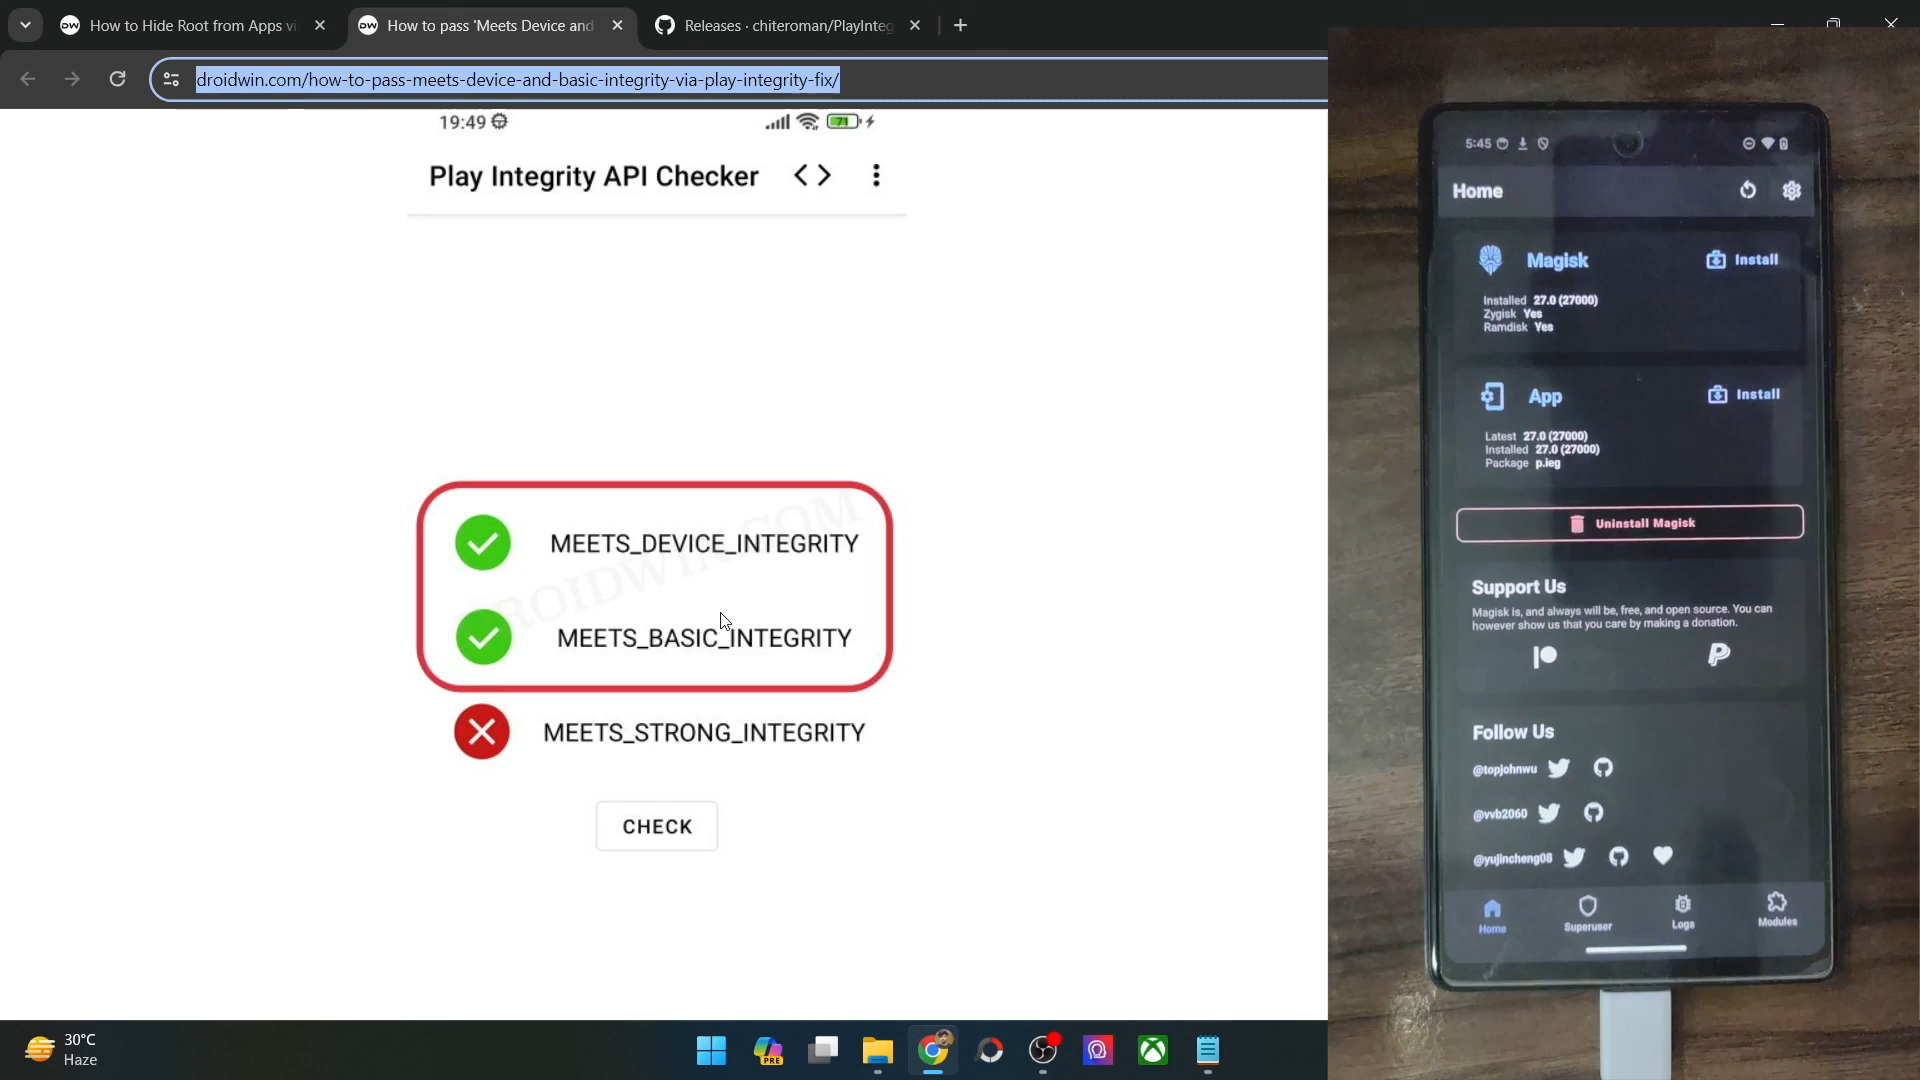 How to Hide Root from Apps vi
How to pass 'Meets Device and
Releases · chiteroman/PlayInteg
droidwin.com/how-to-pass-meets-device-and-basic-integrity-via-play-integrity-fix/
19:49
71
Play Integrity API Checker
MEETS_DEVICE_INTEGRITY
MEETS_BASIC_INTEGRITY
MEETS_STRONG_INTEGRITY
CHECK
DROIDWIN.COM
30°C
Haze
PRE
5:45
Home
Magisk
Install
Installed 27.0 (27000)
Zygisk Yes
Ramdisk Yes
App
Install
Latest 27.0 (27000)
Installed 27.0 (27000)
Package p.ieg
Uninstall Magisk
Support Us
Magisk is, and always will be, free, and open source. You can
however show us that you care by making a donation.
Follow Us
@topjohnwu
@vvb2060
@yujincheng08
Home
Superuser
Logs
Modules